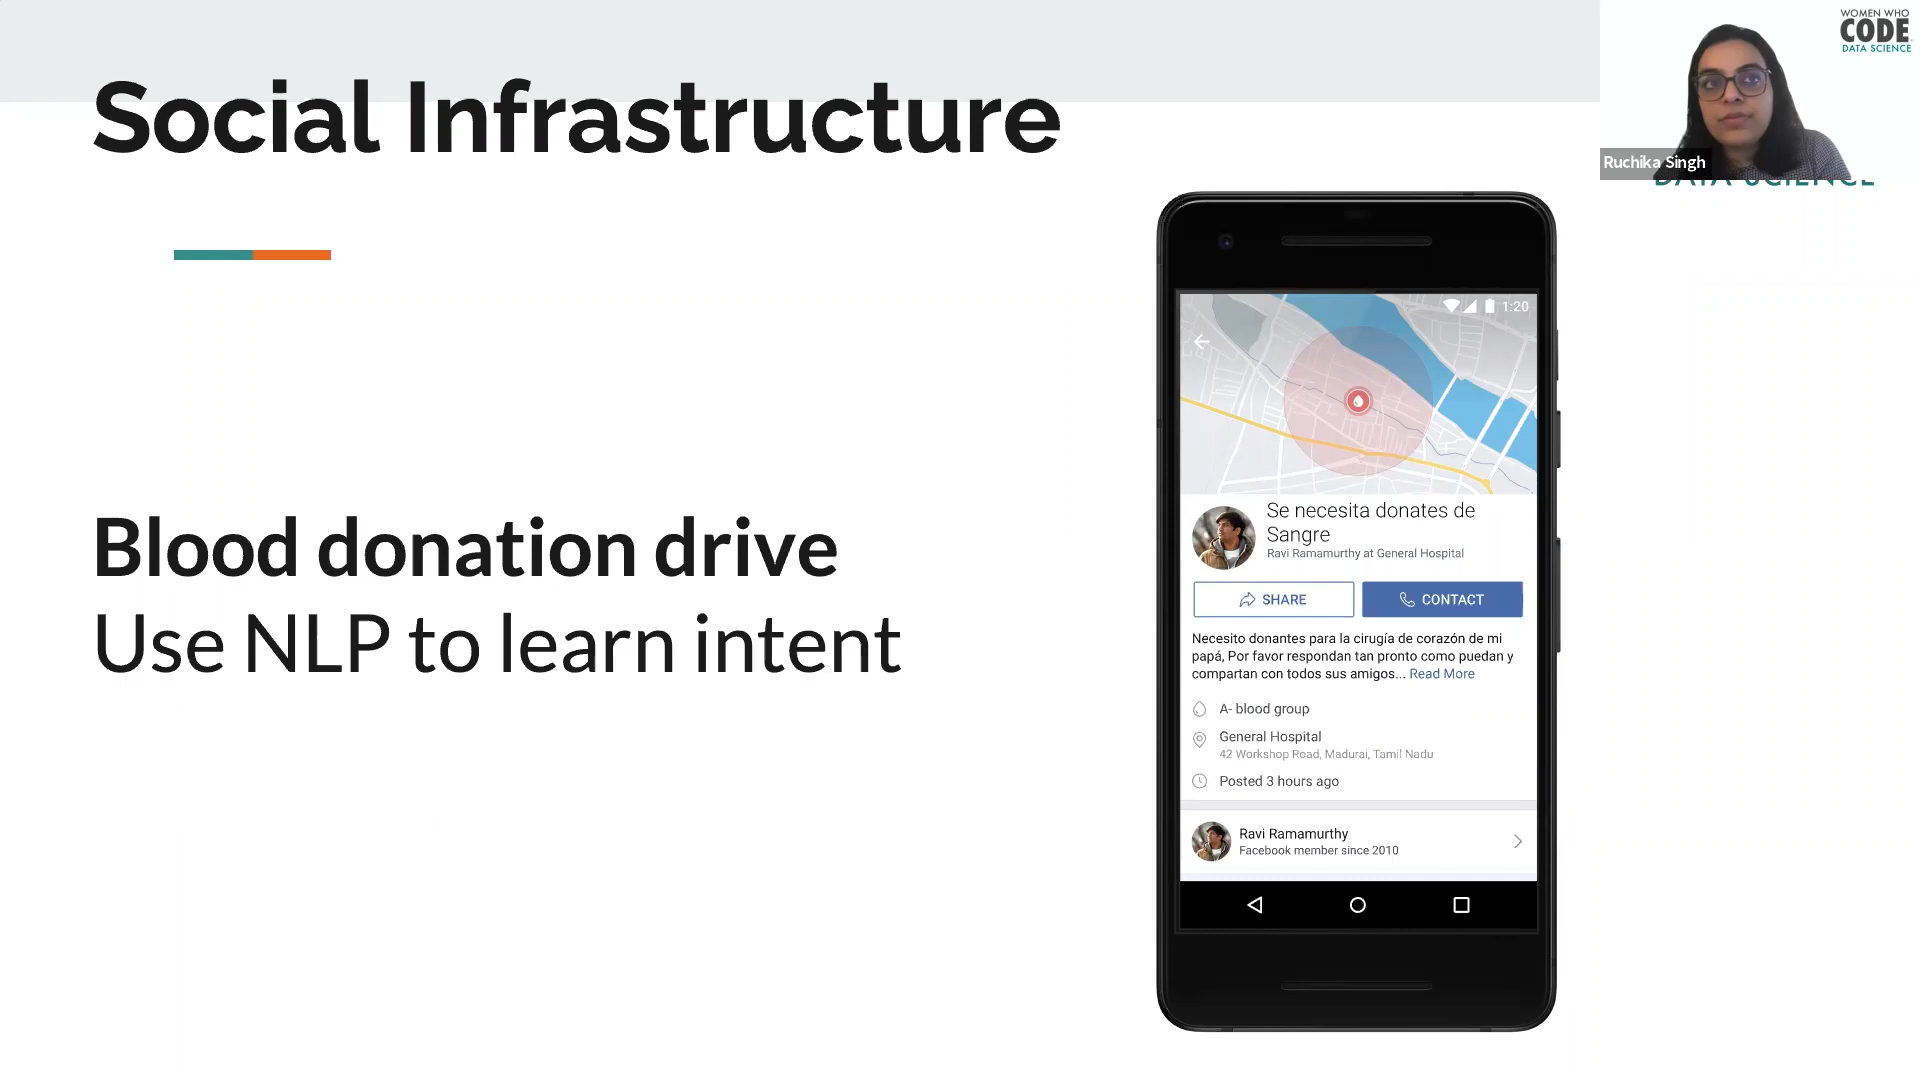 WOMEN WHO
CODE
DATA SCIENCE
Social Infrastructure
Ruchika Singh
DATA SCIENCE
Blood donation drive
Use NLP to learn intent
1:20
Se necesita donates de
Sangre
Ravi Ramamurthy at General Hospital
SHARE
CONTACT
Necesito donantes para la cirugía de corazón de mi
papá, Por favor respondan tan pronto como puedan y
compartan con todos sus amigos... Read More
A- blood group
General Hospital
42 Workshop Road, Madurai, Tamil Nadu
Posted 3 hours ago
Ravi Ramamurthy
Facebook member since 2010